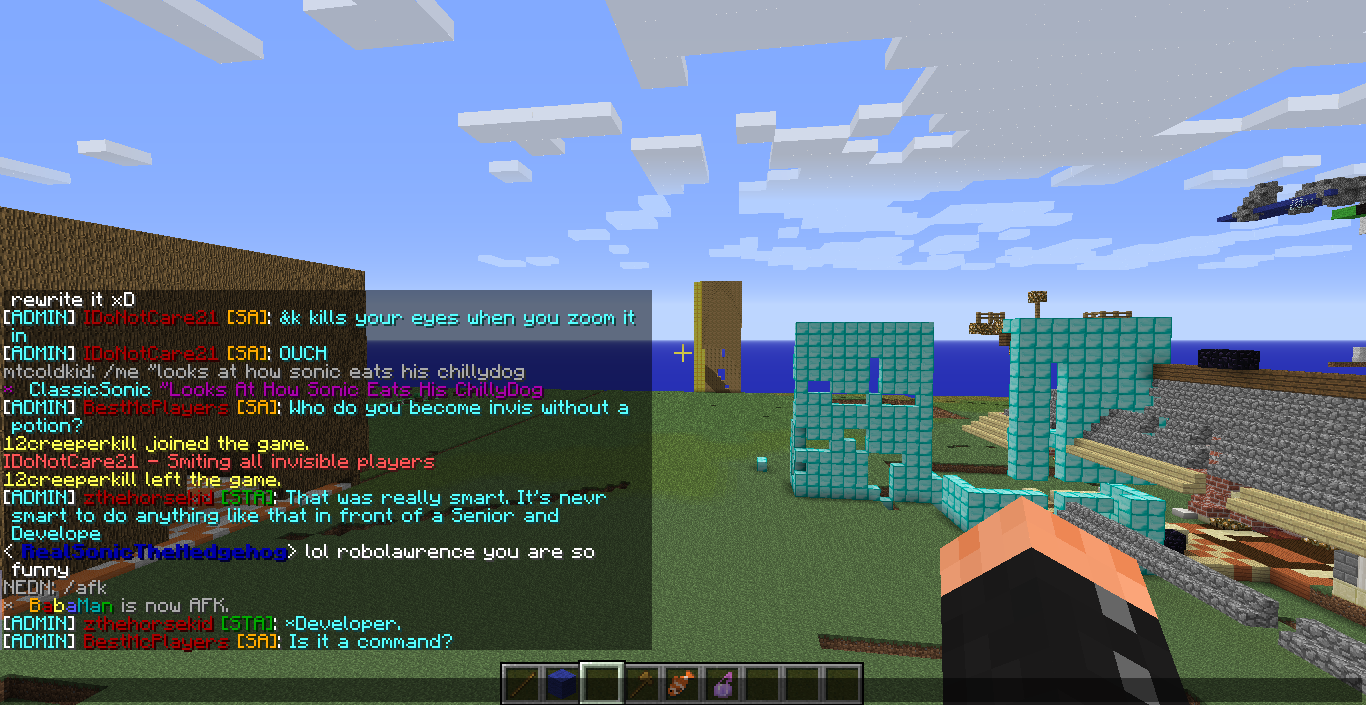 rewrite it xD
[ADMIN] IDoNotCare21 [SA]: &k kills your eyes when you zoom it
in
[ADMIN] IDoNotCare21 [SA]: OUCH
mtcoldkid: /me ~looks at how sonic eats his chillydog
* ClassicSonic ~Looks At How Sonic Eats His ChillyDog
[ADMIN] BestMcPlayers [SA]: Who do you become invis without a
potion?
12creeperkill joined the game.
IDoNotCare21 - Smiting all invisible players
12creeperkill left the game.
[ADMIN] zthehorsekid [STA]: That was really smart. It's nevr
smart to do anything like that in front of a Senior and
Develope
< RealSonicTheHedgehog> lol robolawrence you are so
funny
NEDN: /afk
* BabaMan is now AFK.
[ADMIN] zthehorsekid [STA]: *Developer.
[ADMIN] BestMcPlayers [SA]: Is it a command?